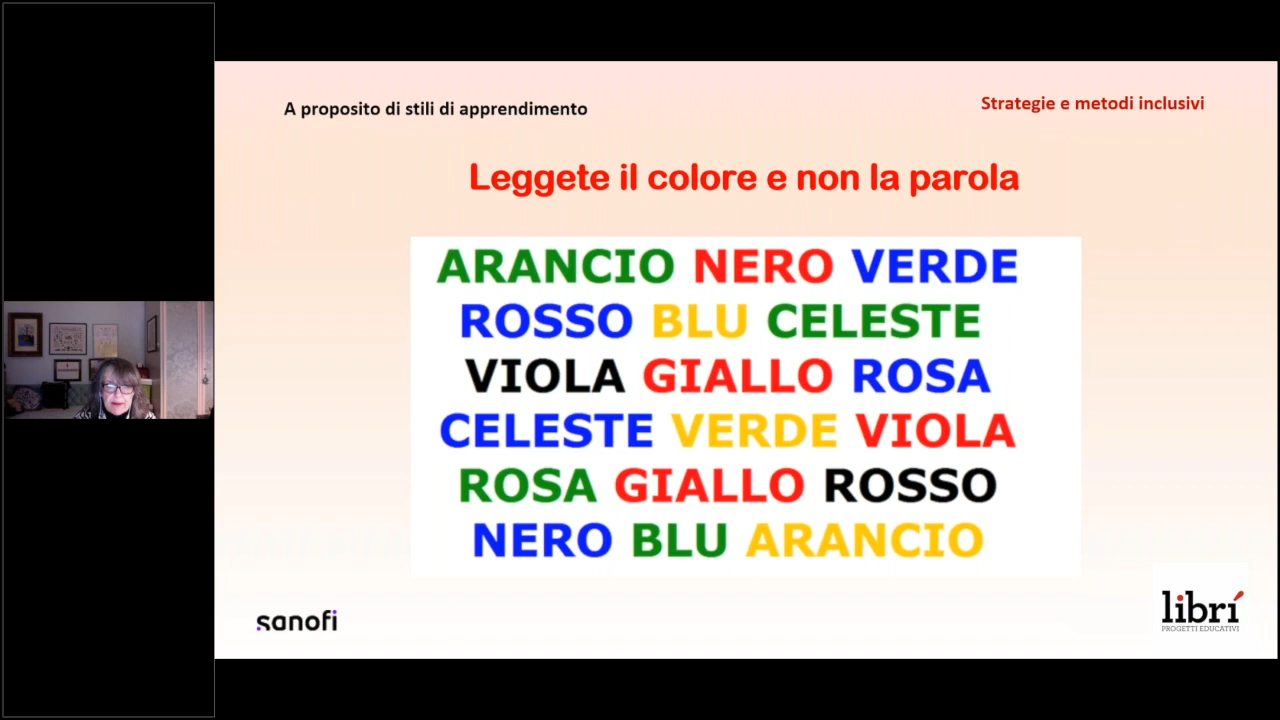 A proposito di stili di apprendimento
Strategie e metodi inclusivi
Leggete il colore e non la parola
ARANCIO NERO VERDE
ROSSO BLU CELESTE
VIOLA GIALLO ROSA
CELESTE VERDE VIOLA
ROSA GIALLO ROSSO
NERO BLU ARANCIO
sanofi
librí
PROGETTI EDUCATIVI